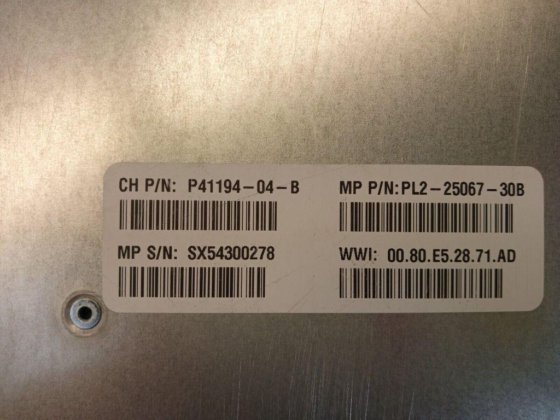 CH P/N: P41194-04-B
MP P/N:PL2-25067-30B
MP S/N: SX54300278
WWI: 00.80.E5.28.71.AD